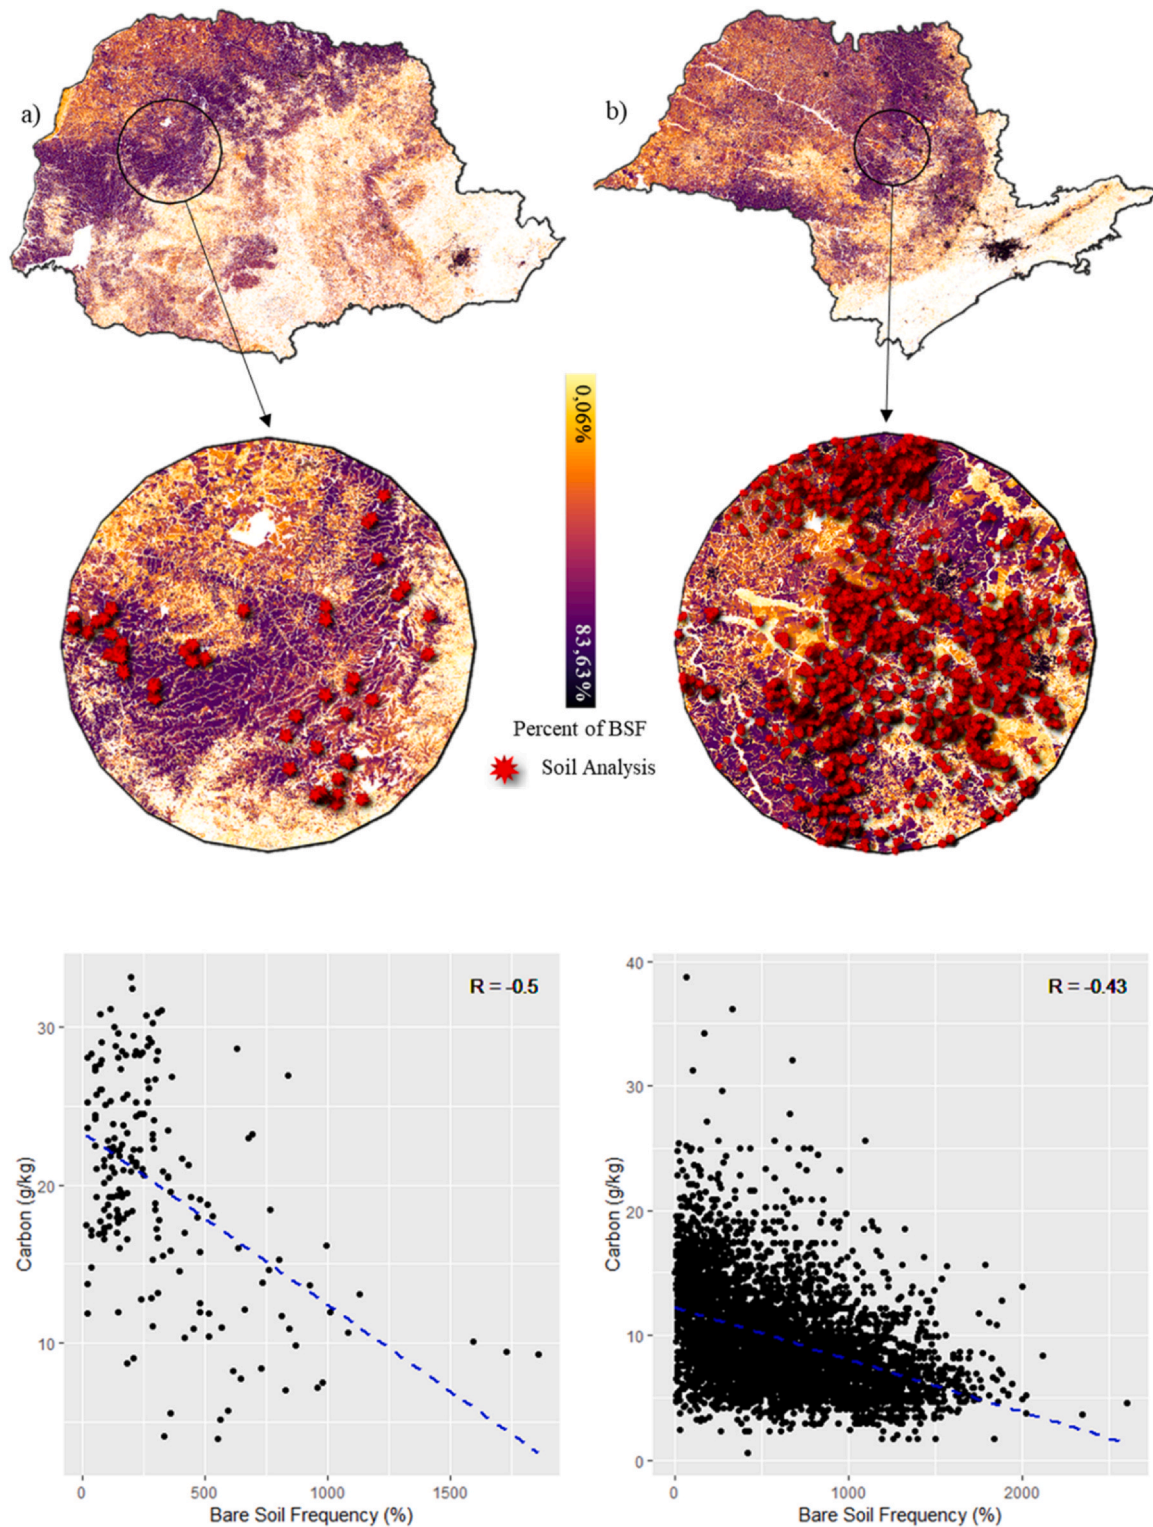 a)
b)
0,06%
83,63%
Percent of BSF
Soil Analysis
R = -0.5
Carbon (g/kg)
30
20
10
0
500
1000
1500
Bare Soil Frequency (%)
R = -0.43
Carbon (g/kg)
40
30
20
10
0
0
1000
2000
Bare Soil Frequency (%)